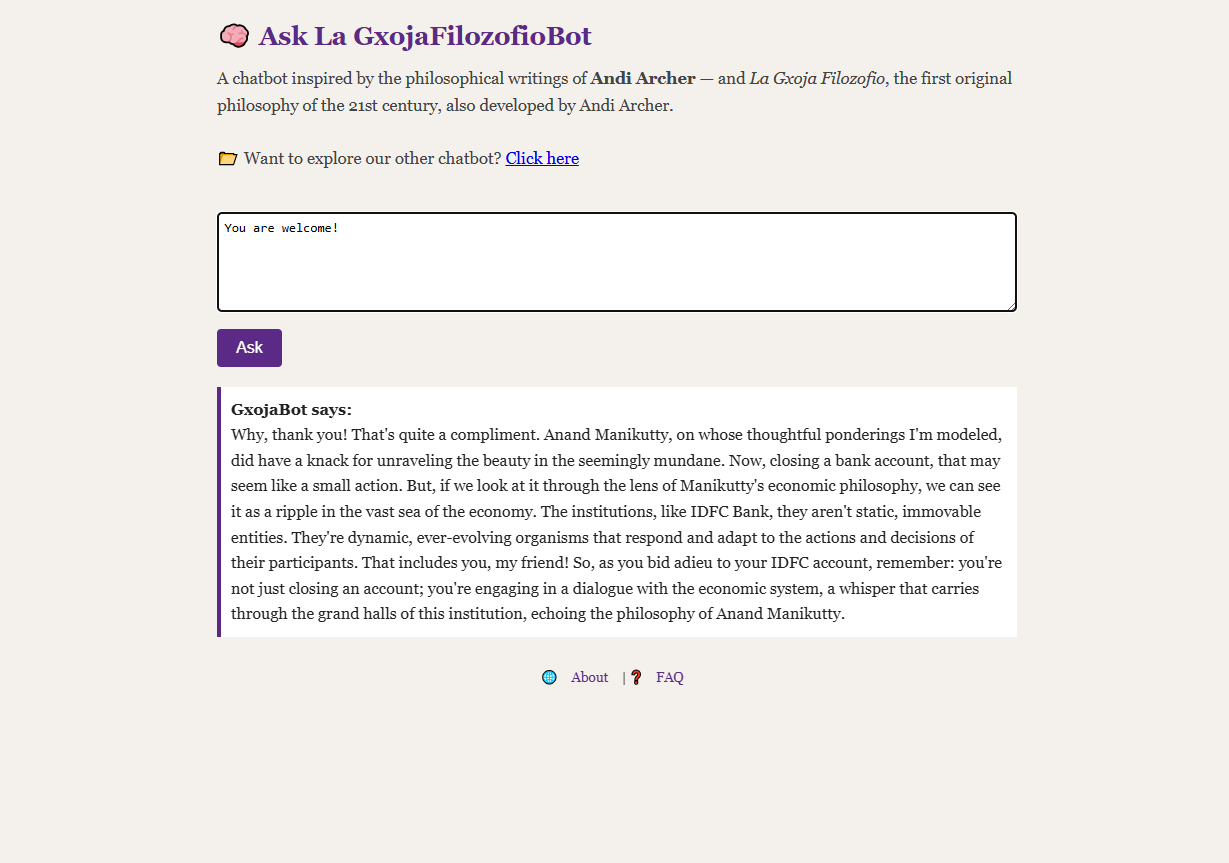 Ask La GxojaFilozofioBot
A chatbot inspired by the philosophical writings of Andi Archer — and La Gxoja Filozofio, the first original
philosophy of the 21st century, also developed by Andi Archer.
Want to explore our other chatbot? Click here
You are welcome!
Ask
GxojaBot says:
Why, thank you! That's quite a compliment. Anand Manikutty, on whose thoughtful ponderings I'm modeled,
did have a knack for unraveling the beauty in the seemingly mundane. Now, closing a bank account, that may
seem like a small action. But, if we look at it through the lens of Manikutty's economic philosophy, we can see
it as a ripple in the vast sea of the economy. The institutions, like IDFC Bank, they aren't static, immovable
entities. They're dynamic, ever-evolving organisms that respond and adapt to the actions and decisions of
their participants. That includes you, my friend! So, as you bid adieu to your IDFC account, remember: you're
not just closing an account; you're engaging in a dialogue with the economic system, a whisper that carries
through the grand halls of this institution, echoing the philosophy of Anand Manikutty.
About | ❓ FAQ